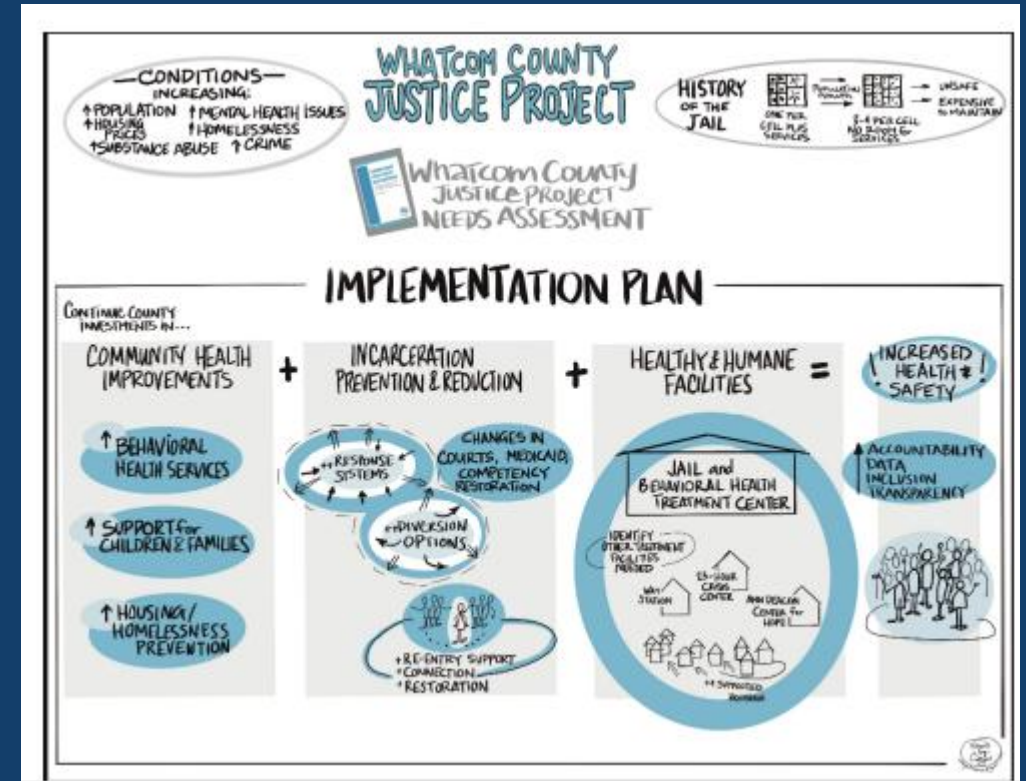 CONDITIONS
INCREASING:
↑POPULATION ↑MENTAL HEALTH ISSUES
↑HOUSING PRICES ↑HOMELESSNESS
↑SUBSTANCE ABUSE ↑CRIME
WHATCOM COUNTY
JUSTICE PROJECT
HISTORY
OF THE
JAIL
POPULATION GROWTH
ONE PER
CELL PLUS
SERVICES
3-4 PER CELL
NO ROOM for
SERVICES
→ UNSAFE
→ EXPENSIVE
to MAINTAIN
WHATCOM COUNTY
JUSTICE PROJECT
NEEDS ASSESSMENT
IMPLEMENTATION PLAN
CONTINUE COUNTY
INVESTMENTS IN...
COMMUNITY HEALTH
IMPROVEMENTS
↑ BEHAVIORAL
HEALTH SERVICES
↑ SUPPORT for
CHILDREN & FAMILIES
↑ HOUSING/
HOMELESSNESS
PREVENTION
+
INCARCERATION
PREVENTION & REDUCTION
++RESPONSE
SYSTEMS
CHANGES IN
COURTS, MEDICAID,
COMPETENCY
RESTORATION
++DIVERSION
OPTIONS
+RE-ENTRY SUPPORT
+CONNECTION
+RESTORATION
+
HEALTHY & HUMANE
FACILITIES
JAIL and
BEHAVIORAL HEALTH
TREATMENT CENTER
IDENTIFY
OTHER TREATMENT
FACILITIES
NEEDED
WAY
STATION
23-HOUR
CRISIS
CENTER
ANN DEACON
CENTER for
HOPE
++ SUPPORTED
HOUSING
=
! INCREASED
HEALTH &
SAFETY !
↑ ACCOUNTABILITY
DATA
INCLUSION
TRANSPARENCY